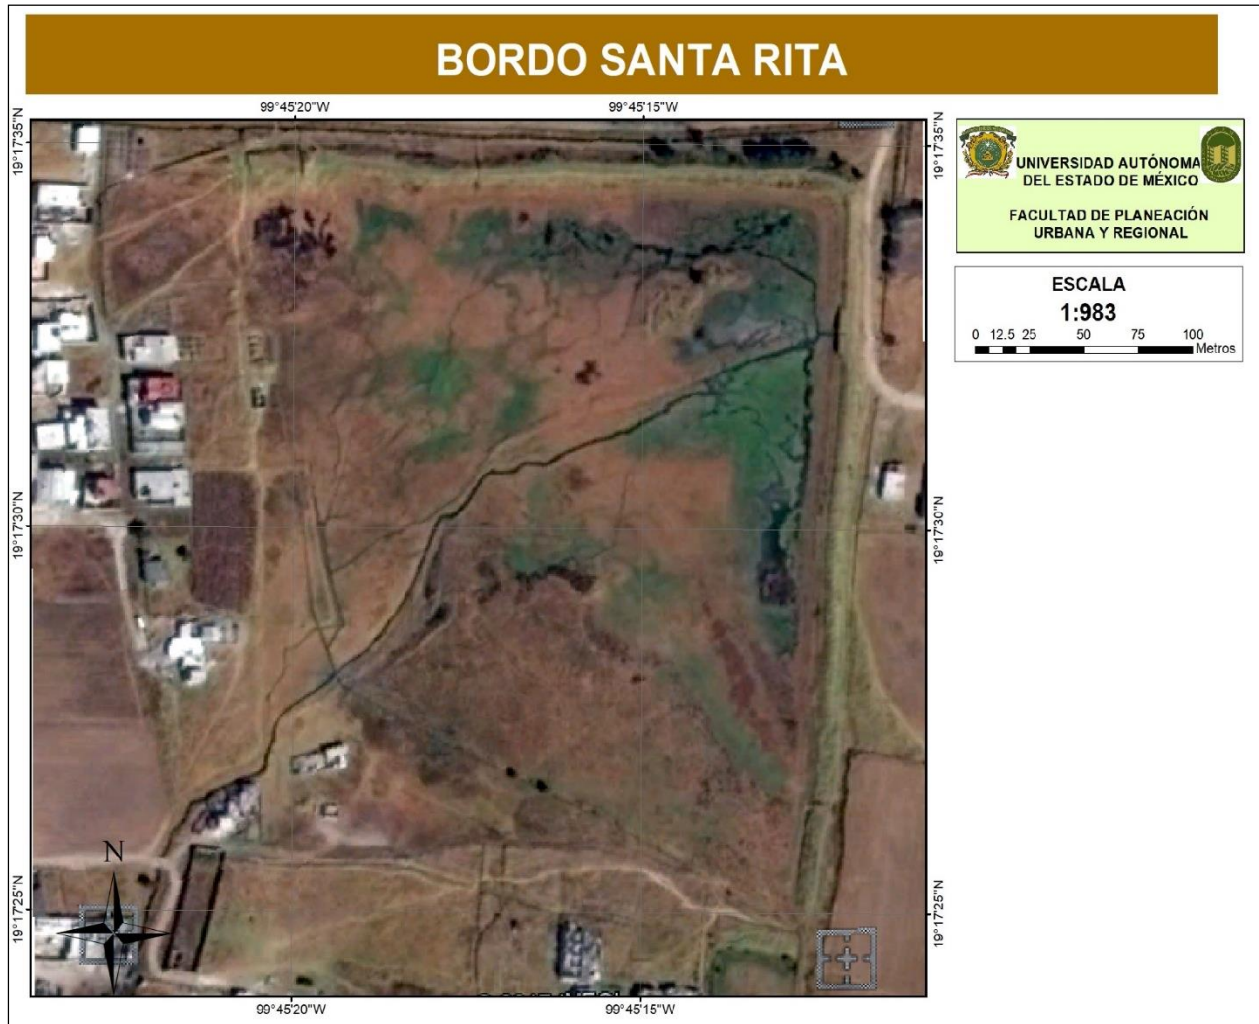 BORDO SANTA RITA
99°45'20"W
99°45'15"W
19°17'35"N
19°17'35"N
UNIVERSIDAD AUTÓNOMA
DEL ESTADO DE MÉXICO
FACULTAD DE PLANEACIÓN
URBANA Y REGIONAL
ESCALA
1:983
0 12.5 25 50 75 100
Metros
19°17'30"N
19°17'30"N
N
19°17'25"N
19°17'25"N
99°45'20"W
99°45'15"W